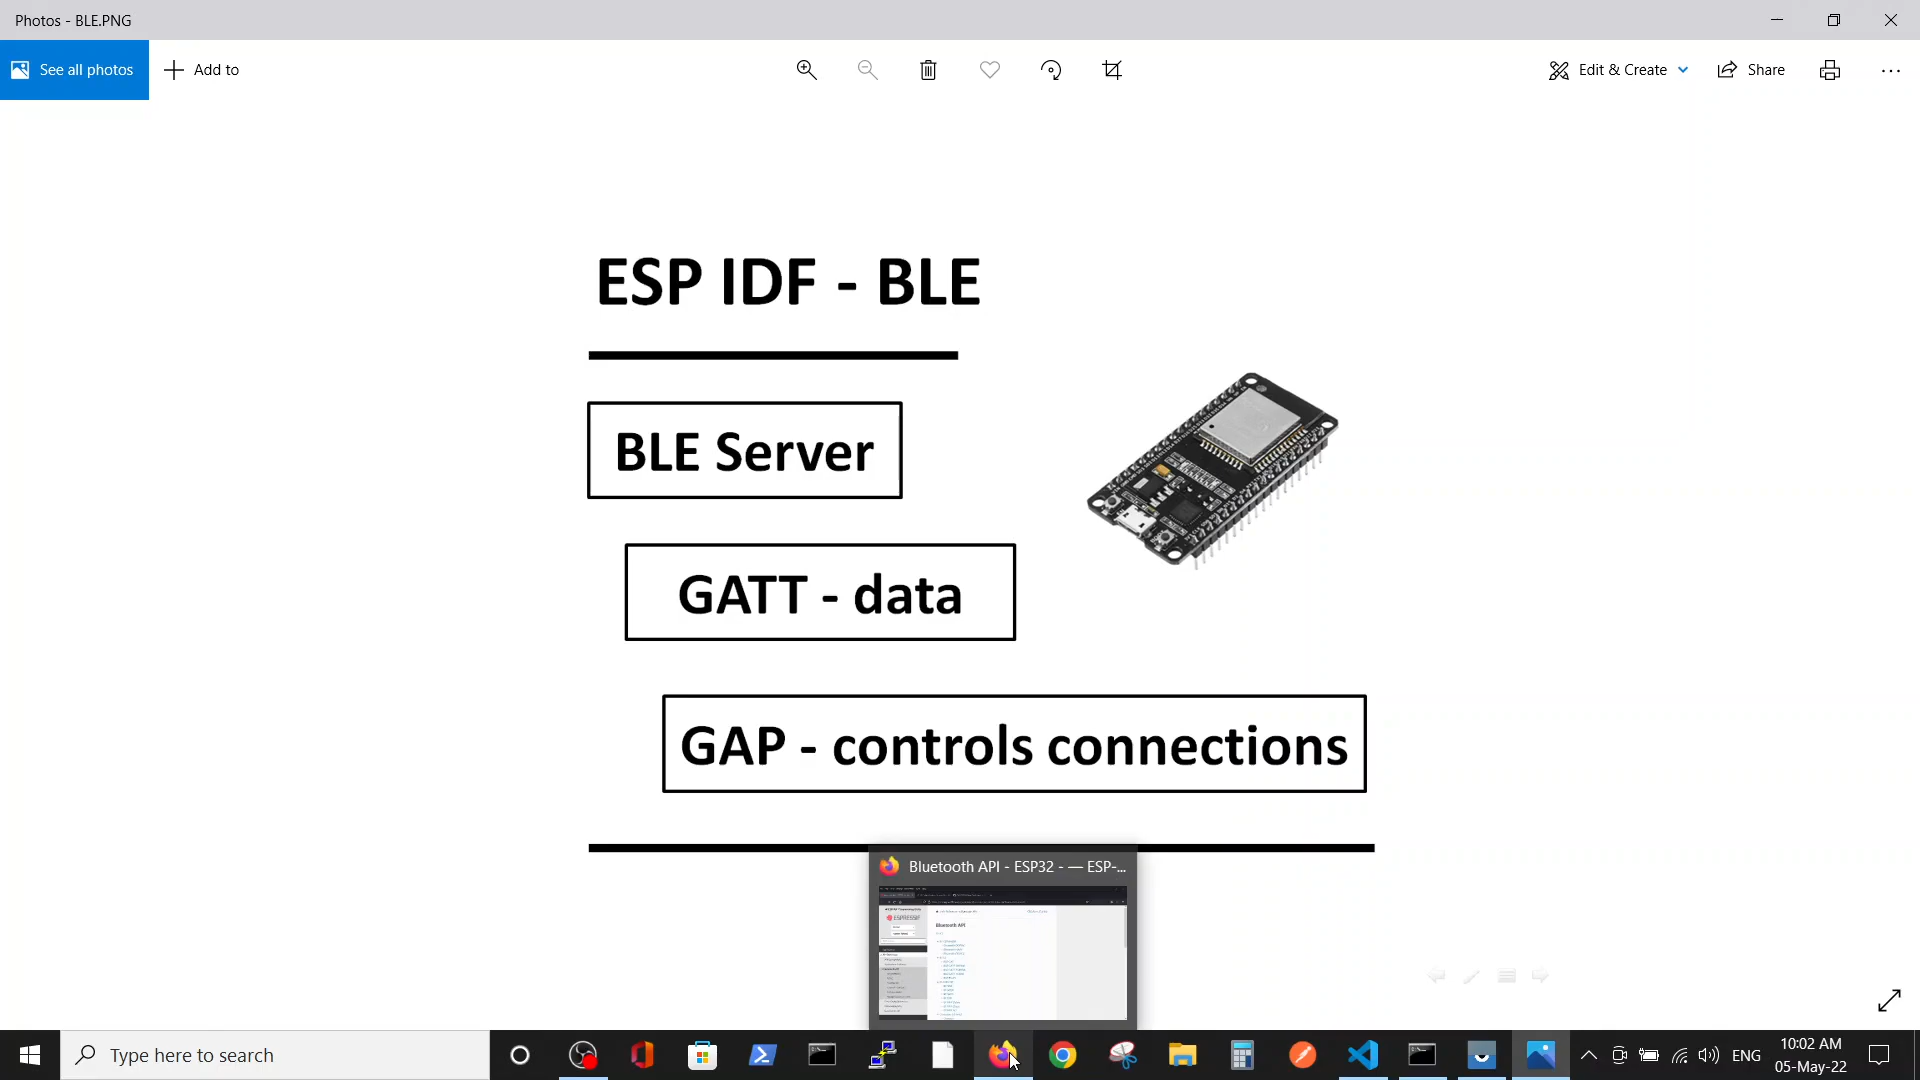 Photos - BLE.PNG
See all photos
Add to
Edit & Create
Share
ESP IDF - BLE
BLE Server
GATT - data
GAP - controls connections
Bluetooth API - ESP32 - — ESP-...
ESPRESSIF
Bluetooth API
Type here to search
ENG
10:02 AM
05-May-22